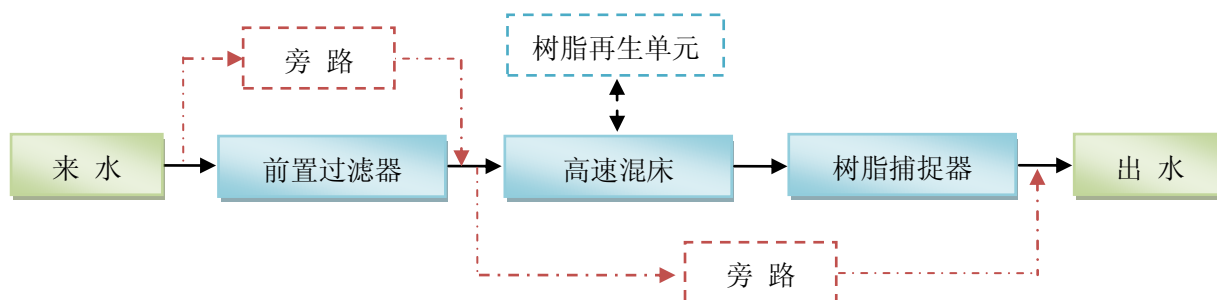 旁 路
树脂再生单元
来 水
前置过滤器
高速混床
树脂捕捉器
出 水
旁 路